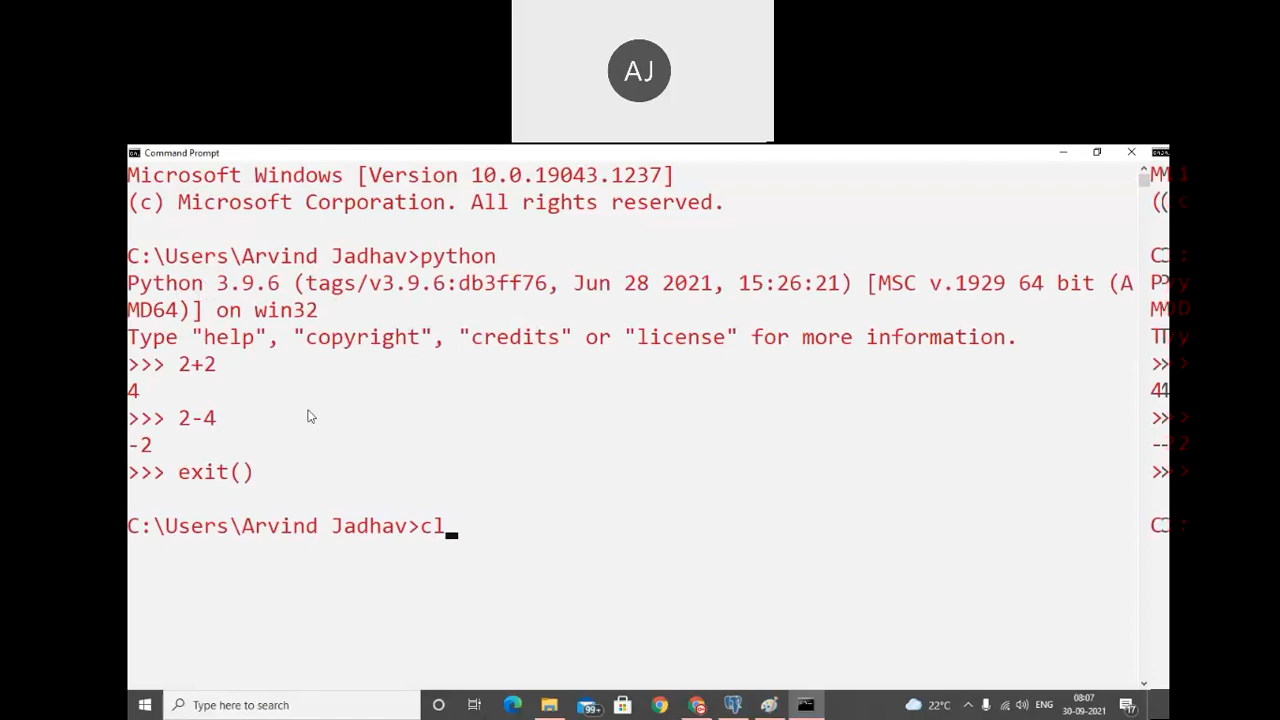 AJ
Command Prompt
Microsoft Windows [Version 10.0.19043.1237]
(c) Microsoft Corporation. All rights reserved.
C:\Users\Arvind Jadhav>python
Python 3.9.6 (tags/v3.9.6:db3ff76, Jun 28 2021, 15:26:21) [MSC v.1929 64 bit (A
MD64)] on win32
Type "help", "copyright", "credits" or "license" for more information.
>>> 2+2
4
>>> 2-4
-2
>>> exit()
C:\Users\Arvind Jadhav>cl_
Type here to search
99+
22°C
ENG
08:07
30-09-2021
17